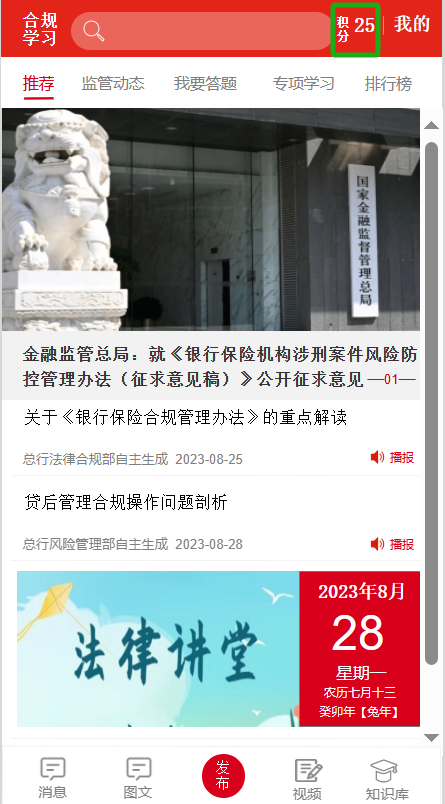 合规
学习
积分 25
我的
推荐 监管动态 我要答题 专项学习 排行榜
国家金融监督管理总局
金融监管总局：就《银行保险机构涉刑案件风险防
控管理办法（征求意见稿）》公开征求意见 —01—
关于《银行保险合规管理办法》的重点解读
总行法律合规部自主生成 2023-08-25 播报
贷后管理合规操作问题剖析
总行风险管理部自主生成 2023-08-28 播报
法律讲堂
2023年8月
28
星期一
农历七月十三
癸卯年【兔年】
消息 图文 发布 视频 知识库